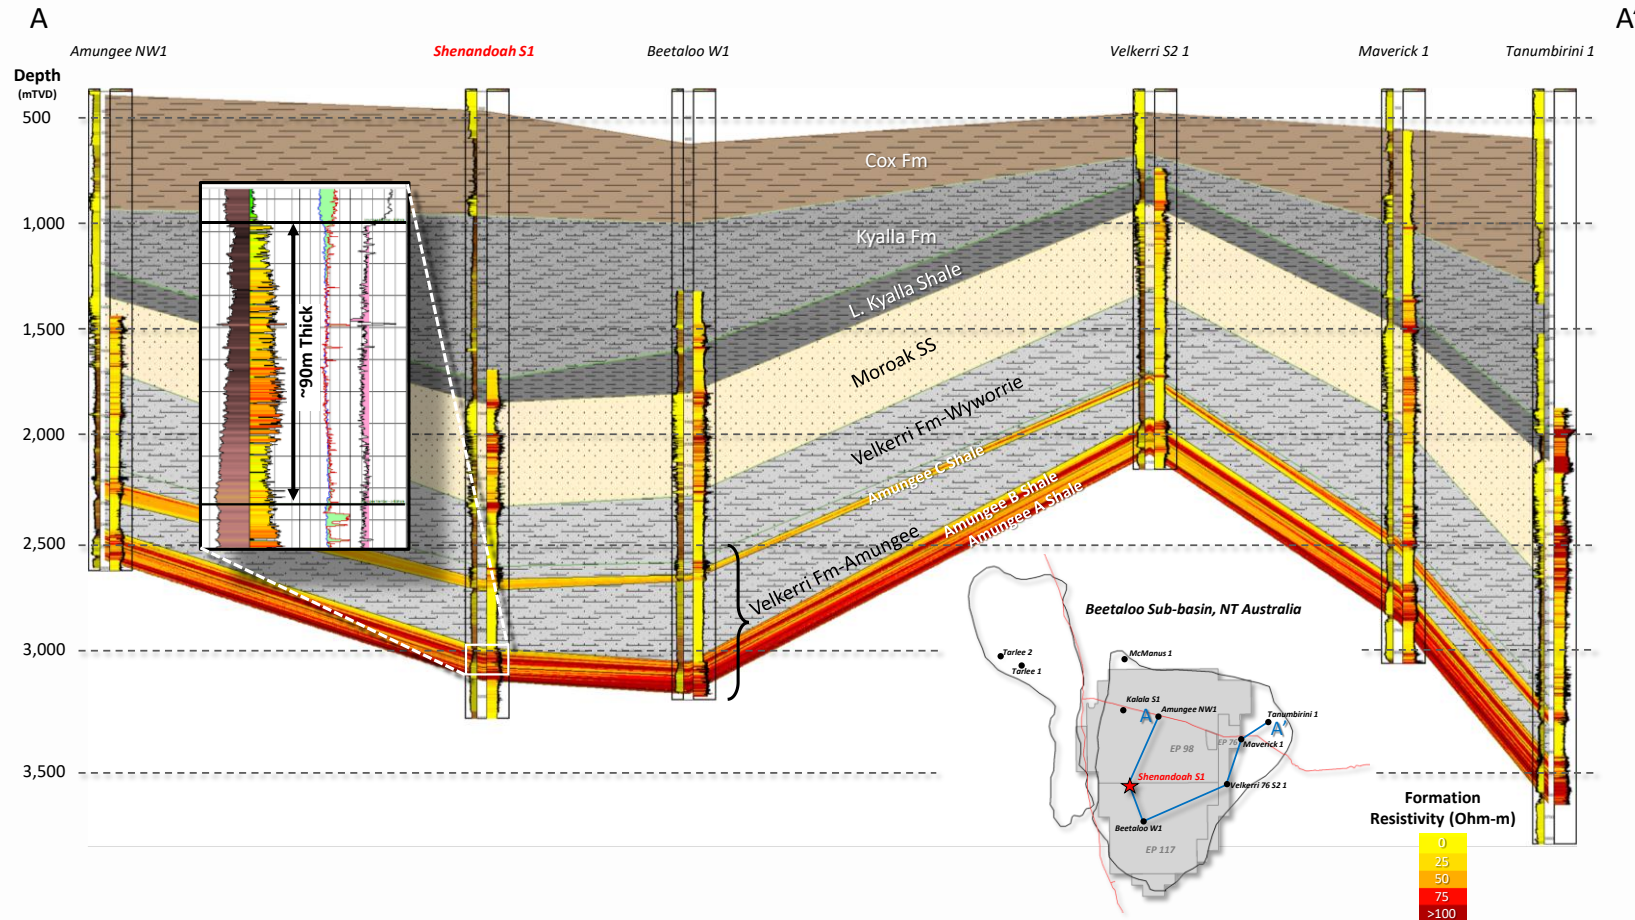 A
A'
Amungee NW1
Shenandoah S1
Beetaloo W1
Velkerri S2 1
Maverick 1
Tanumbirini 1
Depth
(mTVD)
500
1,000
1,500
2,000
2,500
3,000
3,500
Cox Fm
Kyalla Fm
L. Kyalla Shale
Moroak SS
Velkerri Fm-Wyworrie
Amungee C Shale
Amungee B Shale
Amungee A Shale
Velkerri Fm-Amungee
~90m Thick
Beetaloo Sub-basin, NT Australia
Tarlee 2
Tarlee 1
McManus 1
Kalala S1
A
Amungee NW1
Tanumbirini 1
A'
EP 98
EP 76
Maverick 1
Shenandoah S1
Velkerri 76 S2 1
Beetaloo W1
EP 117
Formation
Resistivity (Ohm-m)
0
25
50
75
>100